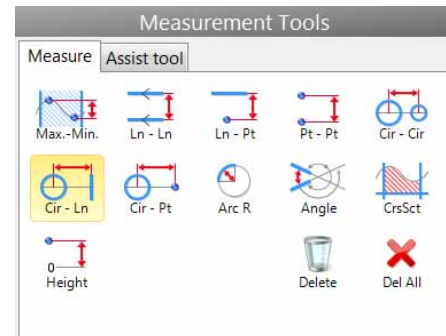 Measurement Tools
Measure Assist tool
Max.-Min. Ln - Ln Ln - Pt Pt - Pt Cir - Cir
Cir - Ln Cir - Pt Arc R Angle CrsSct
0
Height Delete Del All